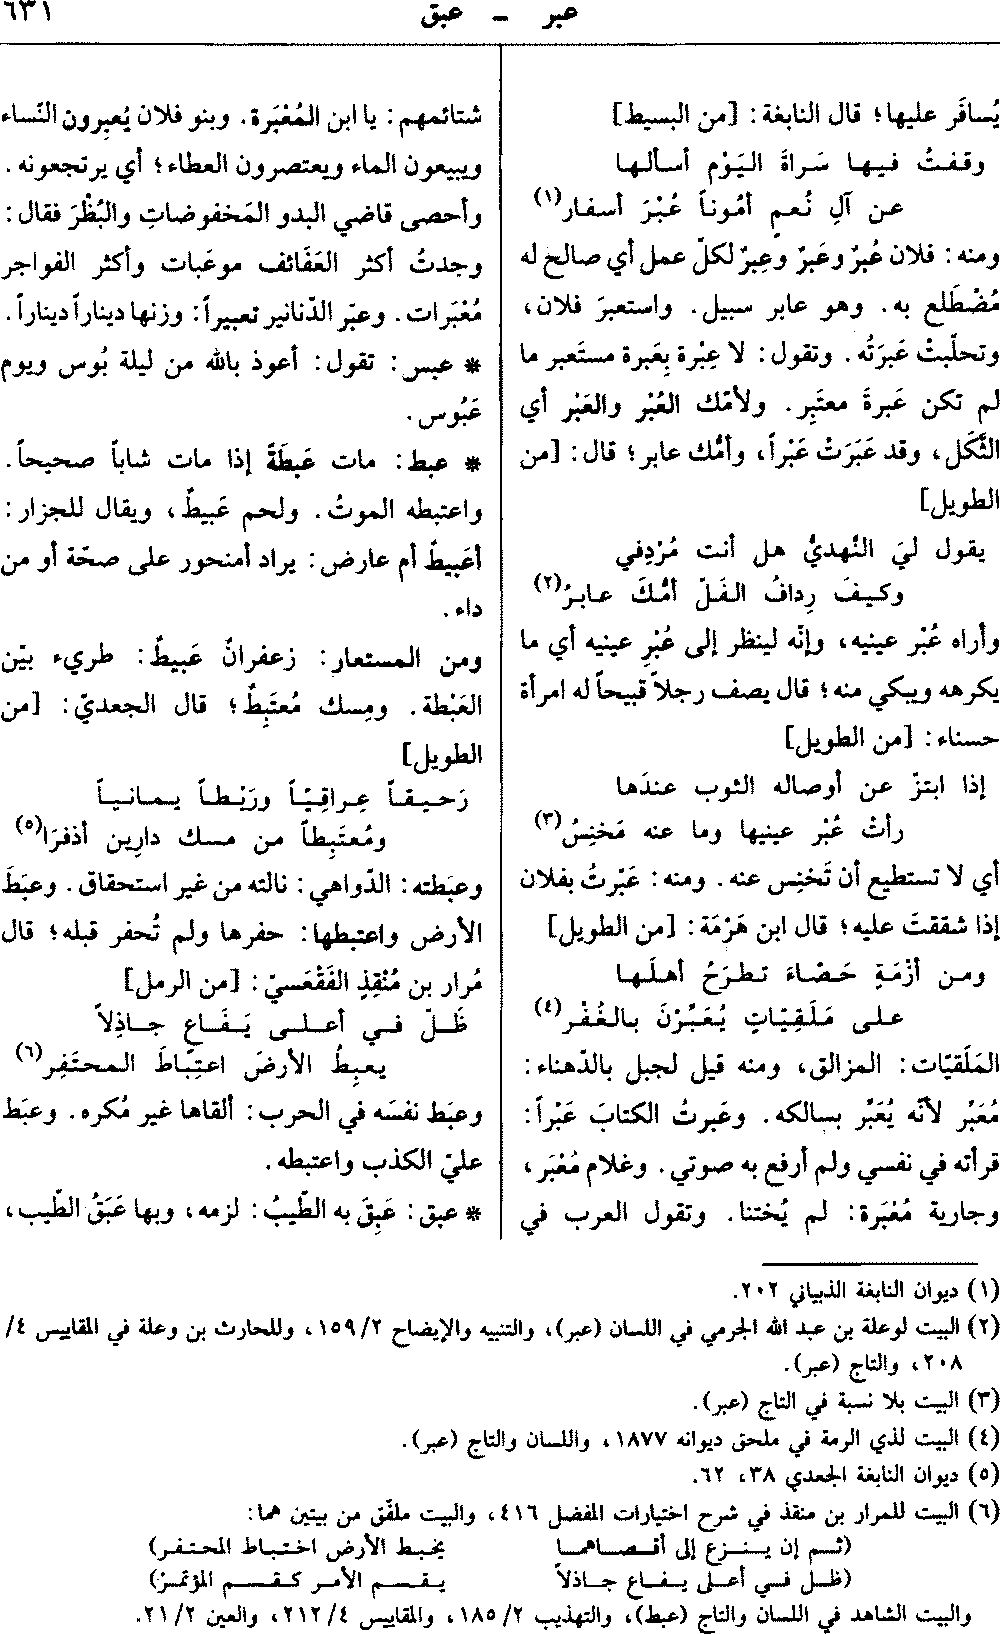 عبر - عبق
٦٣١
يُسافَر عليها؛ قال النابغة: [من البسيط]
وقفتُ فيها سَراةَ اليَوْم أسألها
عن آلِ نُعمٍ أمُوناً عُبْرَ أسفار(١)
ومنه: فلان عُبرٌ وعَبرٌ وعِبرٌ لكلّ عمل أي صالح له
مُضْطَلع به. وهو عابر سبيل. واستعبرَ فلان،
وتحلّبتْ عَبرَتُه. وتقول: لا عِبْرة بِعَبرة مستَعبر ما
لم تكن عَبرةَ معتَبِر. ولأمّك العُبْر والعَبْر أي
الثَّكَل، وقد عَبَرَتْ عَبْراً، وأمُّك عابر؛ قال: [من
الطويل]
يقول ليَ النَّهديُّ هل أنت مُرْدِفي
وكيفَ رِدافُ الفَلّ أمُّكَ عابرُ(٢)
وأراه عُبْر عينيه، وإنّه لينظر إلى عُبْرِ عينيه أي ما
يكرهه ويبكي منه؛ قال يصف رجلاً قبيحاً له امرأة
حسناء: [من الطويل]
إذا ابتزّ عن أوصاله الثوب عندَها
رأتْ عُبْر عينيها وما عنه مَخنِسُ(٣)
أي لا تستطيع أن تَخنِس عنه. ومنه: عَبّرتُ بفلان
إذا شققتَ عليه؛ قال ابن هَرْمَة: [من الطويل]
ومن أزْمَةٍ حَصْاءَ تطرَحُ أهلَها
على مَلَقِيّاتٍ يُعَبِّرْنَ بالغُفْر(٤)
المَلَقيّات: المزالق، ومنه قيل لجبل بالدّهناء:
مُعَبِّر لأنّه يُعَبِّر بسالكه. وعَبرتُ الكتابَ عَبْراً:
قرأته في نفسي ولم أرفع به صوتي. وغلام مُعْبَر،
وجارية مُعْبَرة: لم يُختنا. وتقول العرب في
شتائمهم: يا ابن المُعْبَرة. وبنو فلان يُعبِرون النّساء
ويبيعون الماء ويعتصرون العطاء؛ أي يرتجعونه.
وأحصى قاضي البدو المَخفوضاتِ والبُظْرَ فقال:
وجدتُ أكثر العَفَائف موعَبات وأكثر الفواجر
مُعْبَرات. وعبّر الدّنانير تعبيراً: وزنها ديناراً ديناراً.
* عبس: تقول: أعوذ بالله من ليلة بُوس ويوم
عَبُوس.
* عبط: مات عَبطَةً إذا مات شاباً صحيحاً.
واعتبطه الموتُ. ولحم عَبيطٌ، ويقال للجزار:
أعَبيطٌ أم عارض: يراد أمنحور على صحّة أو من
داء.
ومن المستعار: زعفرانٌ عَبيطٌ: طريء بيّن
العَبْطة. ومِسك مُعتَبِطٌ؛ قال الجعديّ: [من
الطويل]
رَحيقاً عِراقِيّاً ورَيْطاً يمانياً
ومُعتَبِطاً من مسك دارِين أذفرَا(٥)
وعبَطته: الدّواهي: نالته من غير استحقاق. وعبَطَ
الأرض واعتبطها: حفرها ولم تُحفر قبله؛ قال
مُرار بن مُنْقِذٍ الفَقْعَسيّ: [من الرمل]
ظَلّ في أعلى يَفَاعٍ جاذِلاً
يعبِطُ الأرضَ اعتِبّاطَ المحتَفِر(٦)
وعبَط نفسَه في الحرب: ألقاها غير مُكره. وعبَط
عليّ الكذب واعتبطه.
* عبق: عَبِقَ به الطّيبُ: لزمه، وبها عَبَقُ الطّيب،
(١) ديوان النابغة الذبياني ٢٠٢.
(٢) البيت لوعلة بن عبد الله الجرمي في اللسان (عبر)، والتنبيه والإيضاح ١٥٩/٢، وللحارث بن وعلة في المقاييس ٤/
٢٠٨، والتاج (عبر).
(٣) البيت بلا نسبة في التاج (عبر).
(٤) البيت لذي الرمة في ملحق ديوانه ١٨٧٧، واللسان والتاج (عبر).
(٥) ديوان النابغة الجعدي ٣٨، ٦٢.
(٦) البيت للمرار بن منقذ في شرح اختيارات المفضل ٤١٦، والبيت ملفّق من بيتين هما:
(ثم إن ينزع إلى أقصاهما يخبط الأرض اختباط المحتفر)
(ظل في أعلى يفاع جاذلاً يقسم الأمر كقسم المؤتمرْ)
والبيت الشاهد في اللسان والتاج (عبط)، والتهذيب ١٨٥/٢، والمقاييس ٢١٢/٤، والعين ٢١/٢.